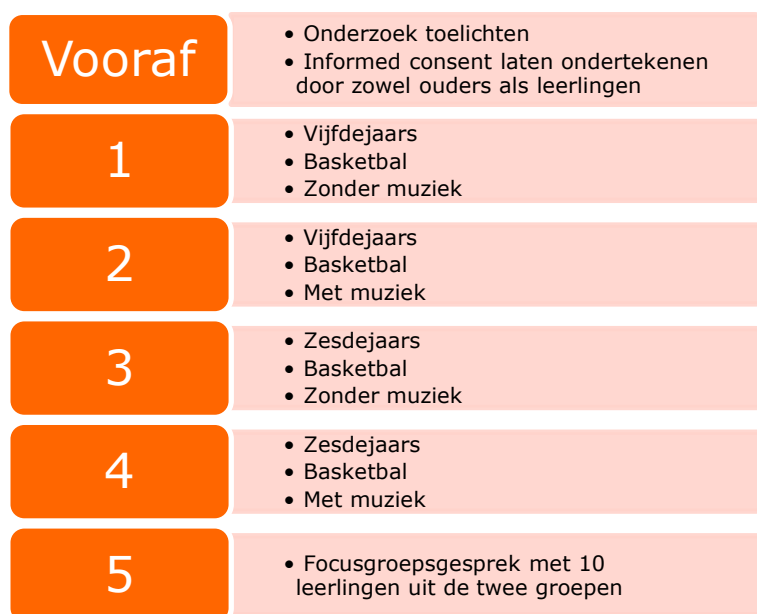 Vooraf
• Onderzoek toelichten
• Informed consent laten ondertekenen
door zowel ouders als leerlingen
1
• Vijfdejaars
• Basketbal
• Zonder muziek
2
• Vijfdejaars
• Basketbal
• Met muziek
3
• Zesdejaars
• Basketbal
• Zonder muziek
4
• Zesdejaars
• Basketbal
• Met muziek
5
• Focusgroepsgesprek met 10
leerlingen uit de twee groepen